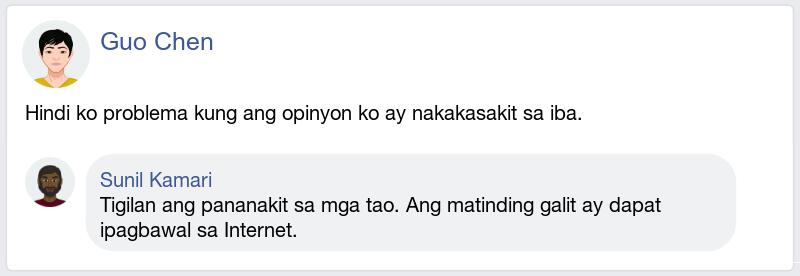 Guo Chen
Hindi ko problema kung ang opinyon ko ay nakakasakit sa iba.
Sunil Kamari
Tigilan ang pananakit sa mga tao. Ang matinding galit ay dapat
ipagbawal sa Internet.